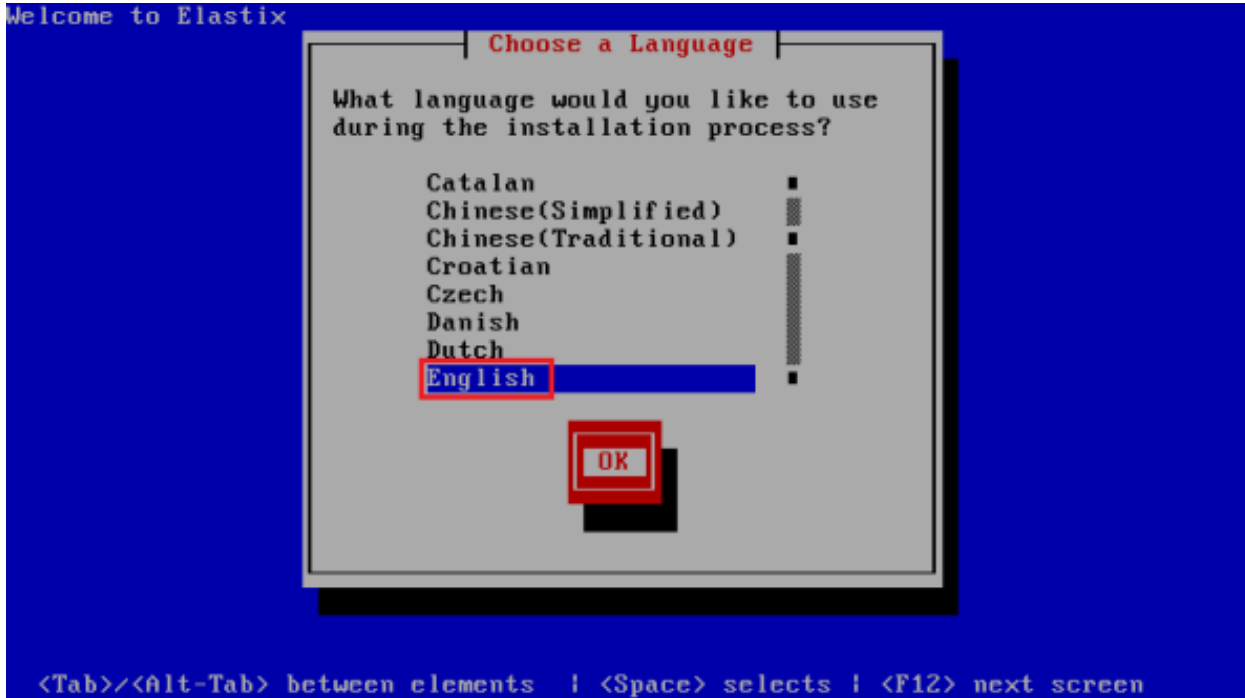 Welcome to Elastix
Choose a Language
What language would you like to use
during the installation process?
Catalan
Chinese(Simplified)
Chinese(Traditional)
Croatian
Czech
Danish
Dutch
English
OK
<Tab>/<Alt-Tab> between elements | <Space> selects | <F12> next screen